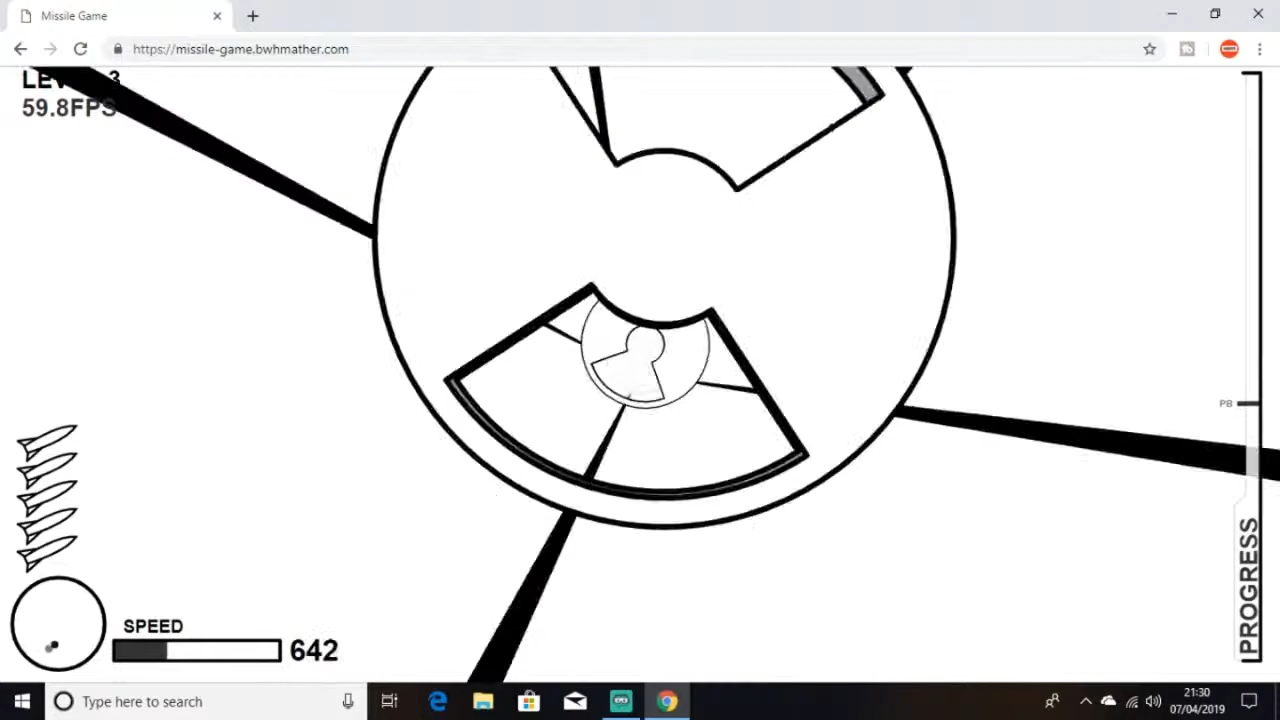 Missile Game
https://missile-game.bwhmather.com
3
59.8FPS
PB
PROGRESS
SPEED
642
Type here to search
21:30
07/04/2019